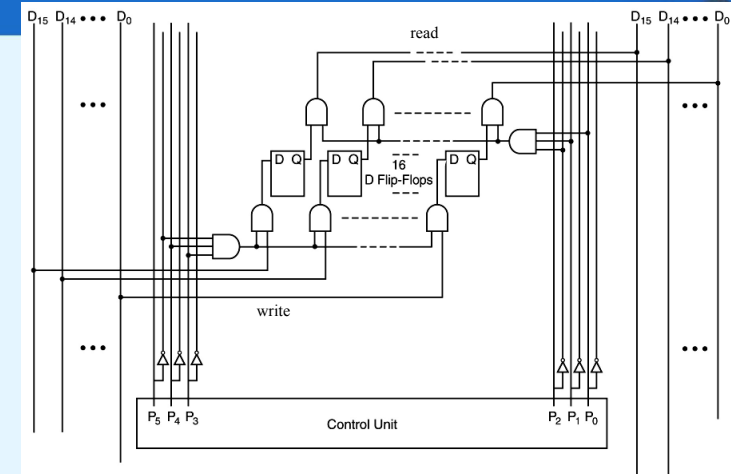 D15 D14 ••• D0
D15 D14 ••• D0
read
•••
•••
D Q
D Q
16
D Flip-Flops
D Q
write
•••
•••
P5 P4 P3
P2 P1 P0
Control Unit